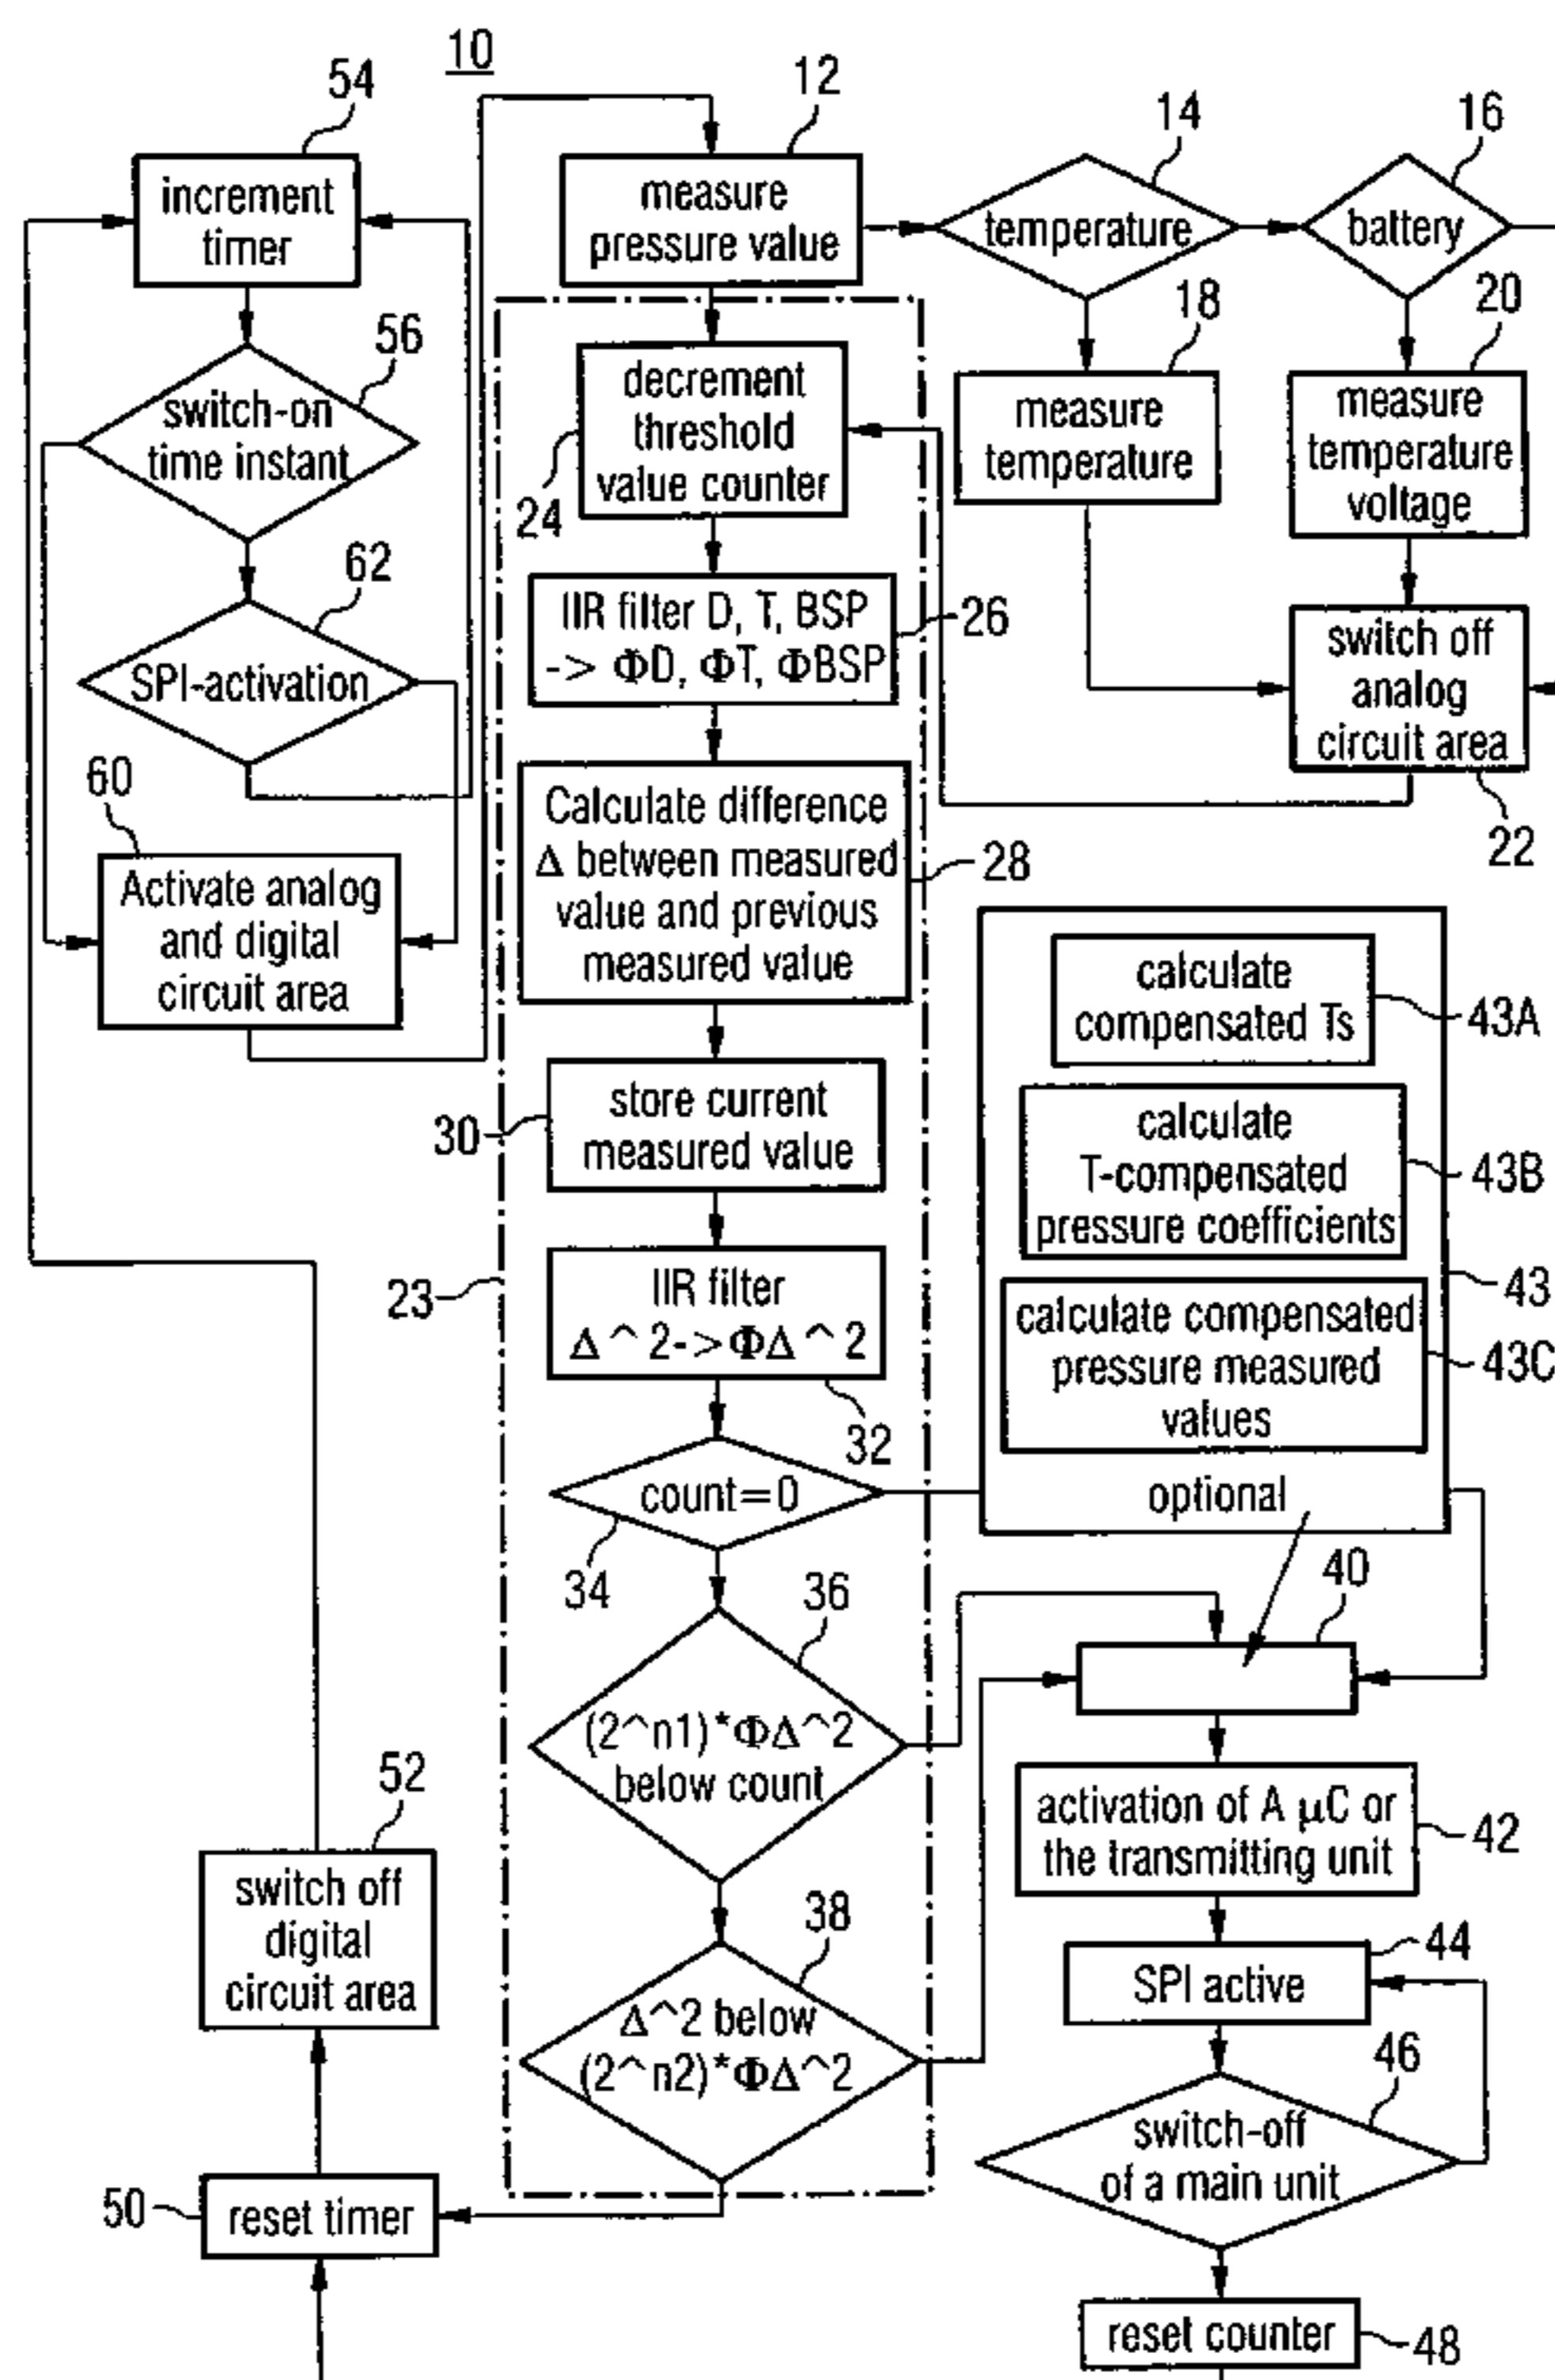 10
54
increment
timer
56
switch-on
time instant
62
SPI-activation
60
Activate analog
and digital
circuit area
12
measure
pressure value
14
temperature
16
battery
18
measure
temperature
20
measure
temperature
voltage
switch off
analog
circuit area
22
decrement
threshold
value counter
24
IIR filter D, T, BSP
-> ΦD, ΦT, ΦBSP
26
Calculate difference
Δ between measured
value and previous
measured value
28
store current
measured value
30
23
IIR filter
Δ^2->ΦΔ^2
32
count=0
34
36
(2^n1)*ΦΔ^2
below count
38
Δ^2 below
(2^n2)*ΦΔ^2
calculate
compensated Ts
43A
calculate
T-compensated
pressure coefficients
43B
43
calculate compensated
pressure measured
values
43C
optional
40
activation of A μC or
the transmitting unit
42
SPI active
44
46
switch-off
of a main unit
reset counter
48
52
switch off
digital
circuit area
50
reset timer